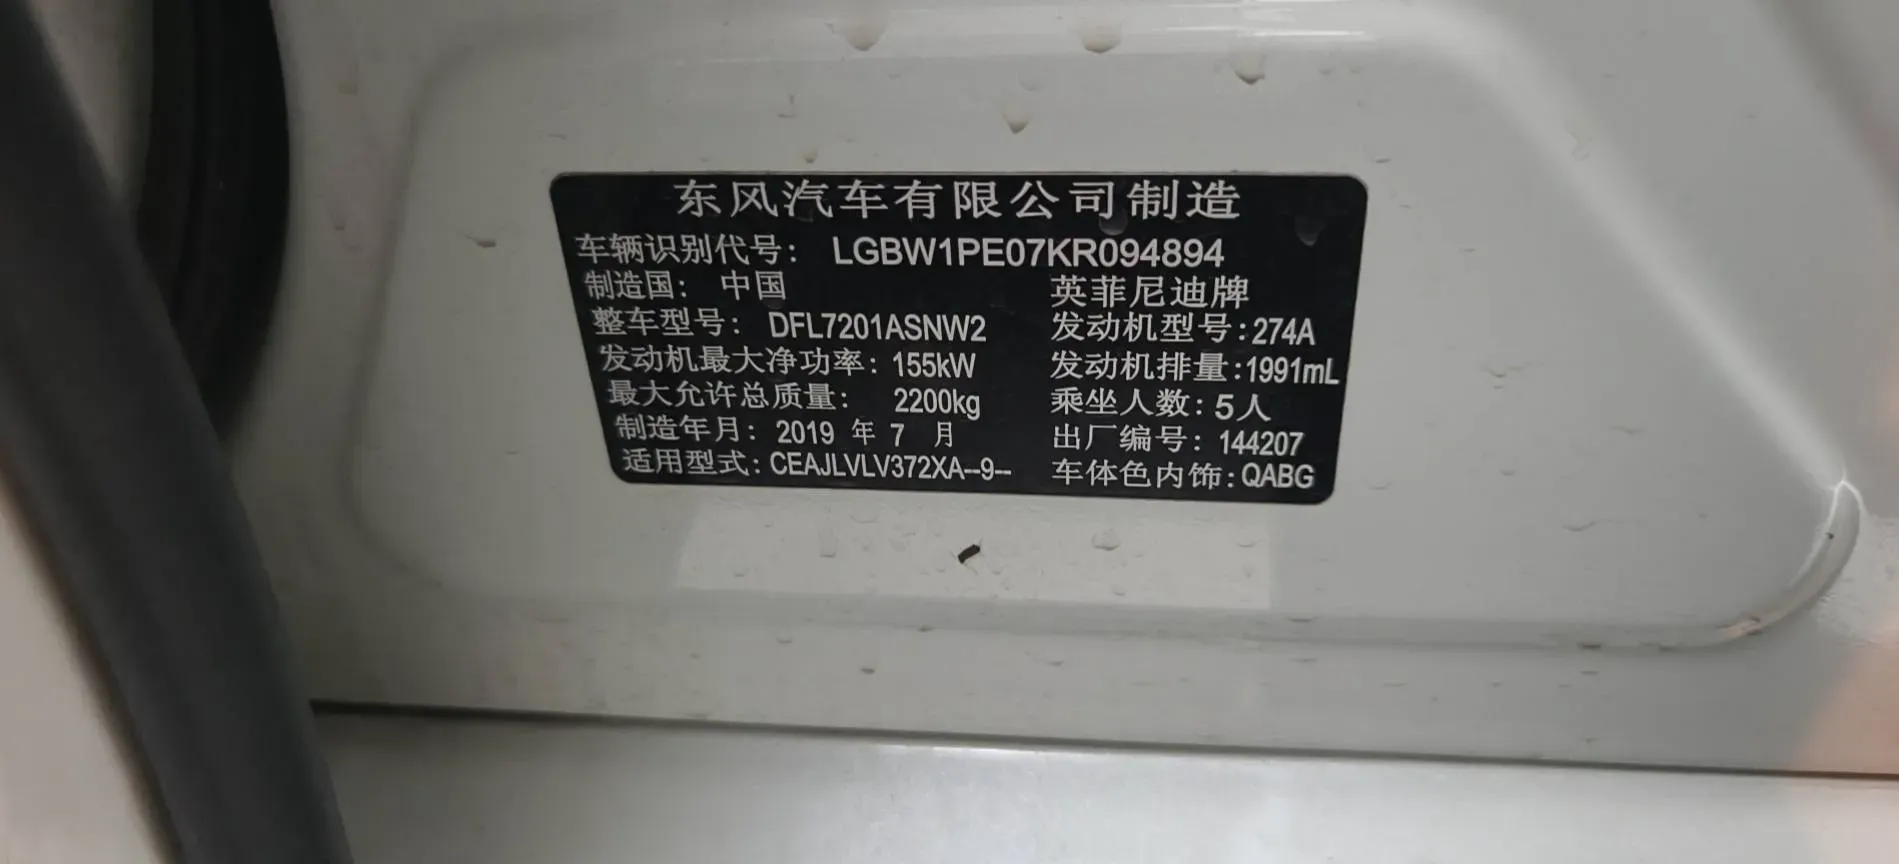 东风汽车有限公司制造
车辆识别代号: LGBW1PE07KR094894
制造国: 中国 英菲尼迪牌
整车型号: DFL7201ASNW2 发动机型号:274A
发动机最大净功率: 155kW 发动机排量:1991mL
最大允许总质量: 2200kg 乘坐人数: 5人
制造年月: 2019 年 7 月 出厂编号: 144207
适用型式: CEAJLVLV372XA--9-- 车体色内饰: QABG